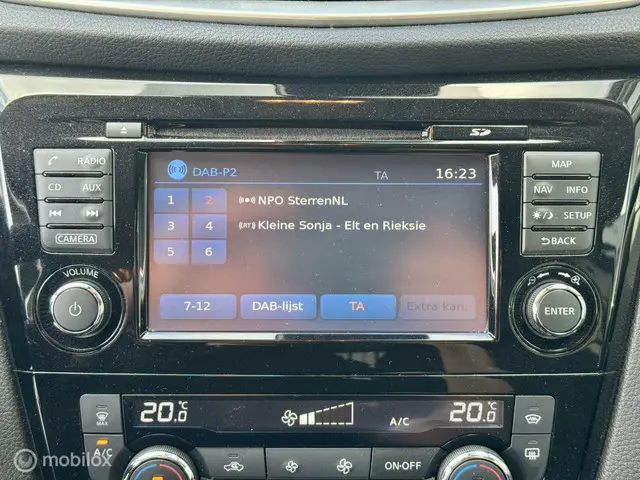 SD
RADIO
CD AUX
CAMERA
VOLUME
DAB-P2 TA 16:23
1 2 NPO SterrenNL
3 4 (RT) Kleine Sonja - Elt en Rieksie
5 6
7-12 DAB-lijst TA Extra kan.
MAP
NAV INFO
SETUP
BACK
ENTER
20.0 °C A/C 20.0 °C
MAX
A/C ON·OFF
mobilox